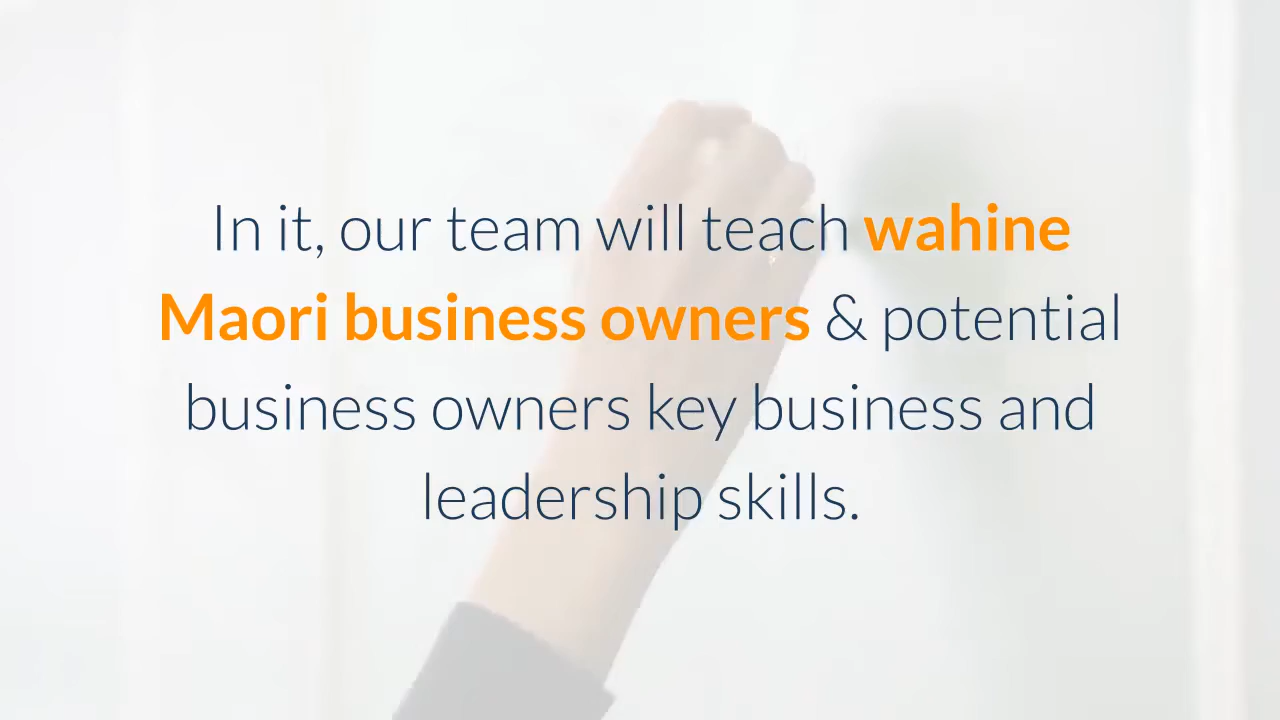 In it, our team will teach wahine
Maori business owners & potential
business owners key business and
leadership skills.